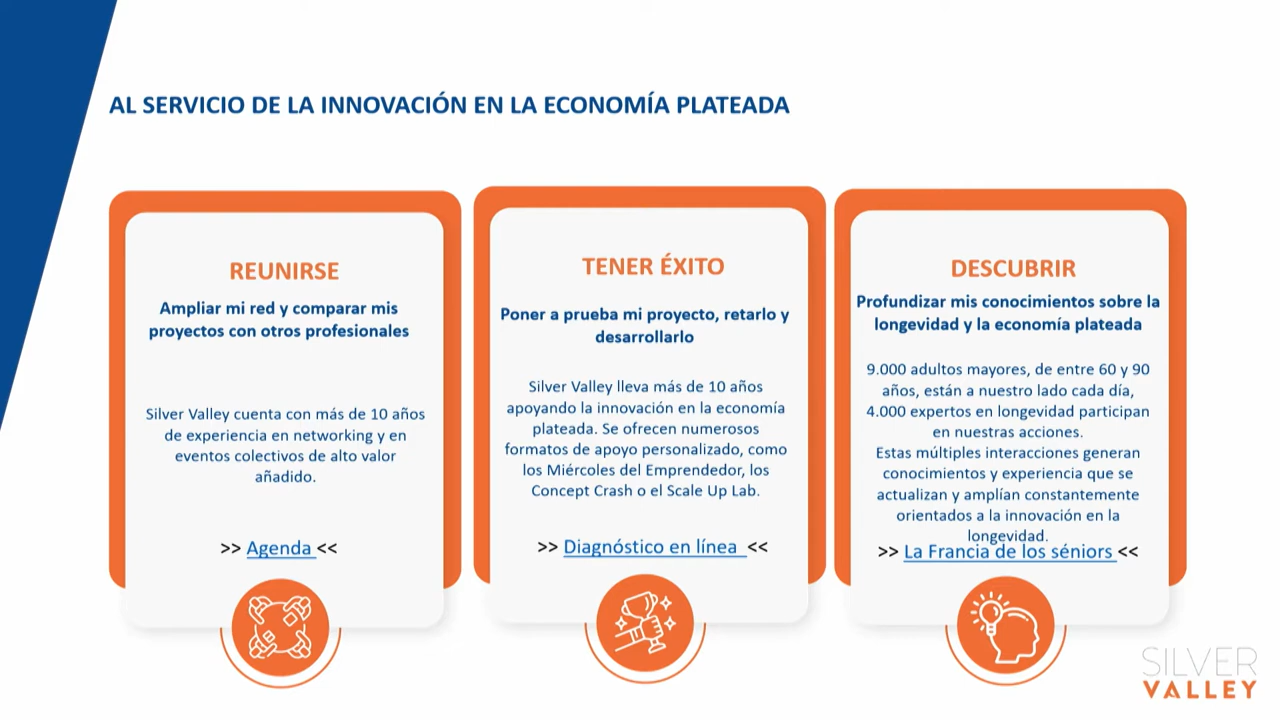 AL SERVICIO DE LA INNOVACIÓN EN LA ECONOMÍA PLATEADA
REUNIRSE
Ampliar mi red y comparar mis
proyectos con otros profesionales
Silver Valley cuenta con más de 10 años
de experiencia en networking y en
eventos colectivos de alto valor
añadido.
>> Agenda <<
TENER ÉXITO
Poner a prueba mi proyecto, retarlo y
desarrollarlo
Silver Valley lleva más de 10 años
apoyando la innovación en la economía
plateada. Se ofrecen numerosos
formatos de apoyo personalizado, como
los Miércoles del Emprendedor, los
Concept Crash o el Scale Up Lab.
>> Diagnóstico en línea <<
DESCUBRIR
Profundizar mis conocimientos sobre la
longevidad y la economía plateada
9.000 adultos mayores, de entre 60 y 90
años, están a nuestro lado cada día,
4.000 expertos en longevidad participan
en nuestras acciones.
Estas múltiples interacciones generan
conocimientos y experiencia que se
actualizan y amplían constantemente
orientados a la innovación en la
longevidad.
>> La Francia de los séniors <<
SILVER
VALLEY